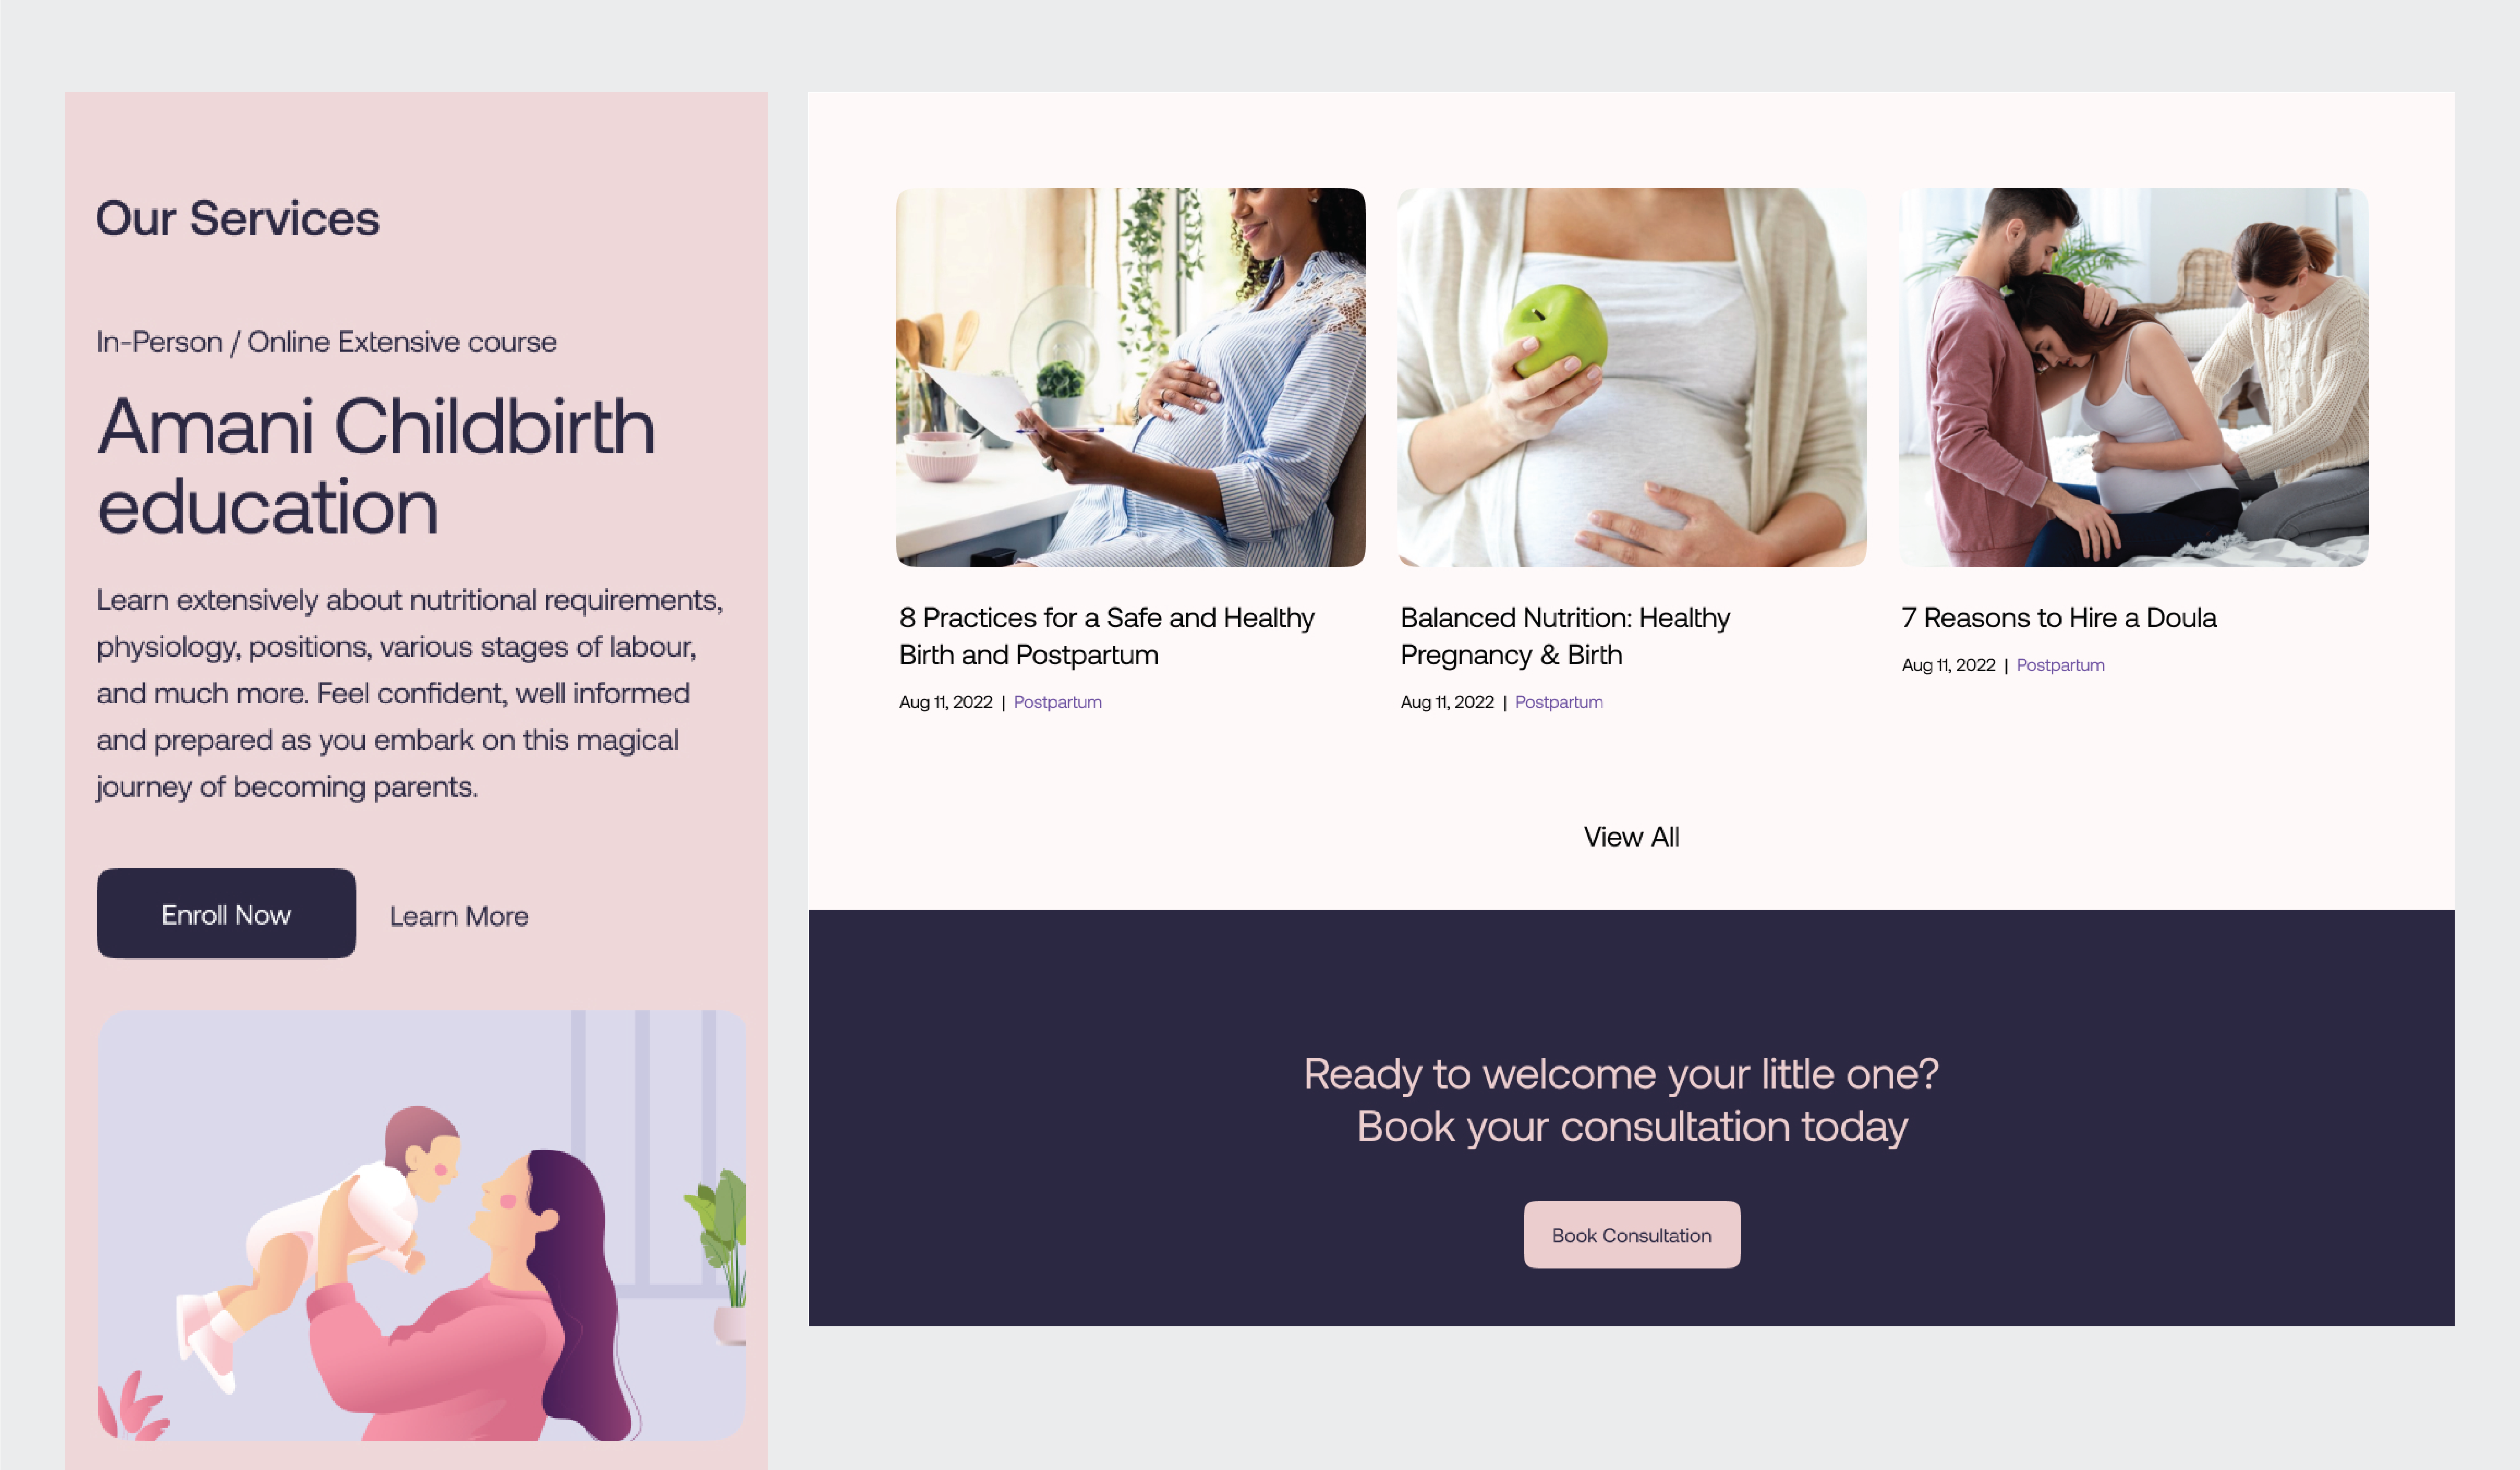 Our Services
In-Person / Online Extensive course
Amani Childbirth
education
Learn extensively about nutritional requirements,
physiology, positions, various stages of labour,
and much more. Feel confident, well informed
and prepared as you embark on this magical
journey of becoming parents.
Enroll Now
Learn More
8 Practices for a Safe and Healthy
Birth and Postpartum
Aug 11, 2022 | Postpartum
Balanced Nutrition: Healthy
Pregnancy & Birth
Aug 11, 2022 | Postpartum
7 Reasons to Hire a Doula
Aug 11, 2022 | Postpartum
View All
Ready to welcome your little one?
Book your consultation today
Book Consultation